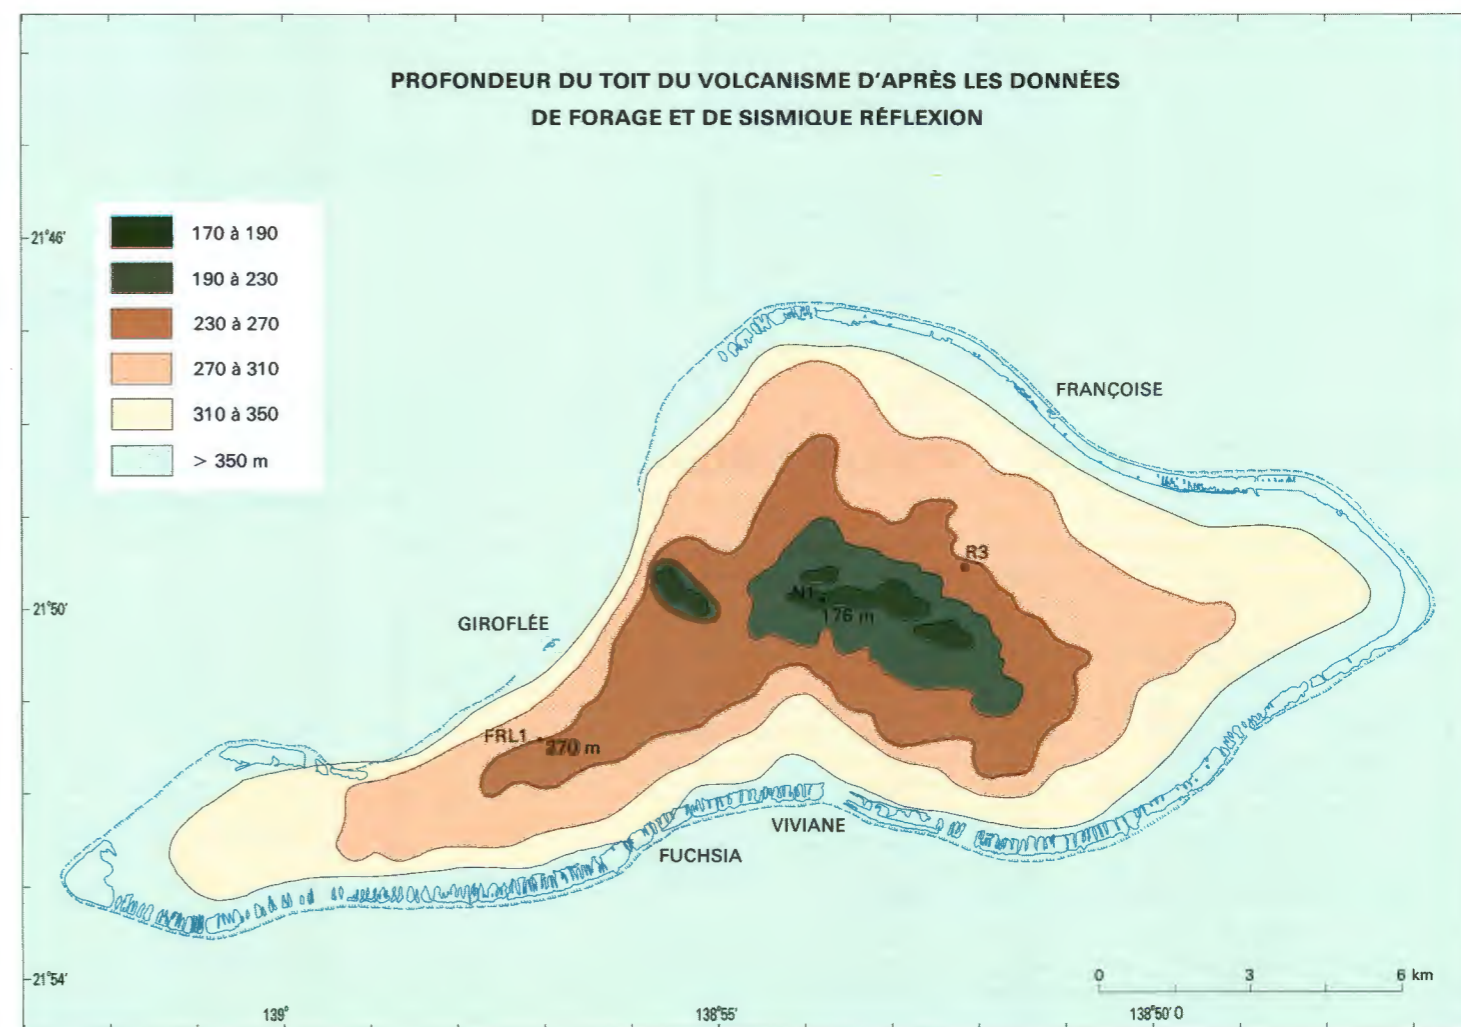 PROFONDEUR DU TOIT DU VOLCANISME D'APRÈS LES DONNÉES
DE FORAGE ET DE SISMIQUE RÉFLEXION
170 à 190
190 à 230
230 à 270
270 à 310
310 à 350
> 350 m
21°46'
FRANÇOISE
R3
N1
176 m
21°50'
GIROFLÉE
FRL1
270 m
VIVIANE
FUCHSIA
21°54'
0 3 6 km
139° 138°55' 138°50' O